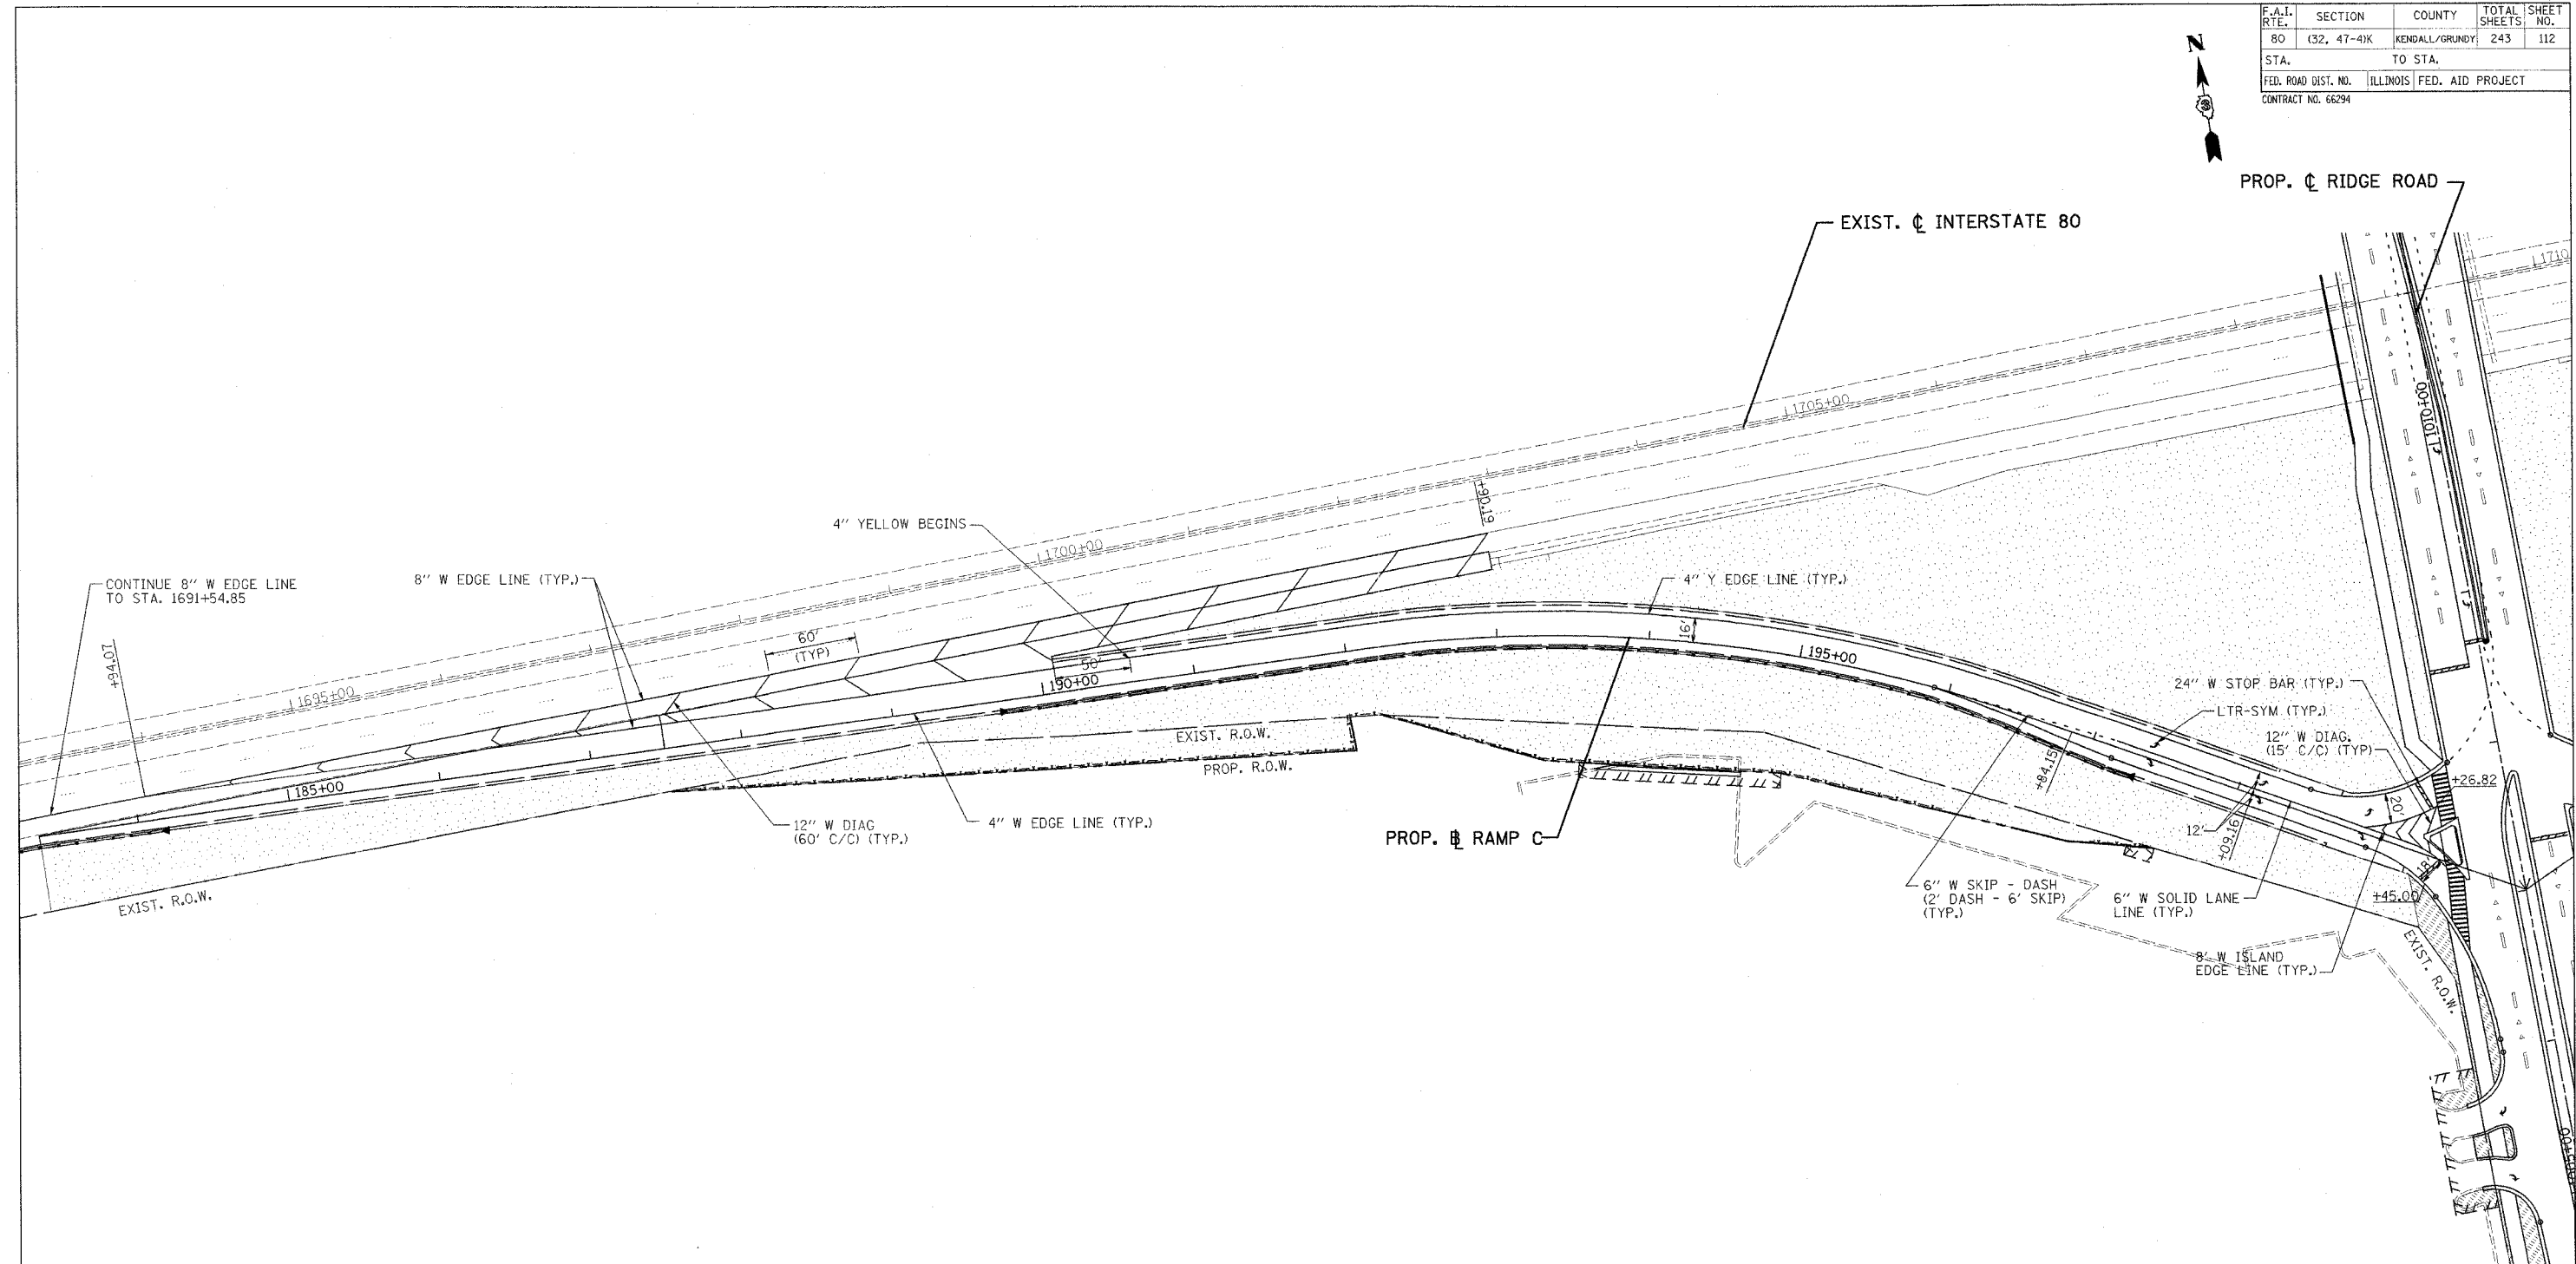 F.A.I. RTE. SECTION COUNTY TOTAL SHEETS SHEET NO.
80 (32, 47-4)K KENDALL/GRUNDY 243 112
STA. TO STA.
FED. ROAD DIST. NO. ILLINOIS FED. AID PROJECT
CONTRACT NO. 66294
N
3
PROP. ℄ RIDGE ROAD
EXIST. ℄ INTERSTATE 80
1710
1705+00
1010+00
+90.19
4" YELLOW BEGINS
1700+00
CONTINUE 8" W EDGE LINE
TO STA. 1691+54.85
8" W EDGE LINE (TYP.)
4" Y EDGE LINE (TYP.)
60'
(TYP)
16'
+94.07
50'
195+00
1695+00
190+00
24" W STOP BAR (TYP.)
LTR-SYM (TYP.)
12" W DIAG.
(15' C/C) (TYP)
EXIST. R.O.W.
PROP. R.O.W.
+84.15
+26.82
185+00
20'
12" W DIAG
(60' C/C) (TYP.)
4" W EDGE LINE (TYP.)
12'
PROP. BL RAMP C
+09.16
18'
6" W SKIP - DASH
(2' DASH - 6' SKIP)
(TYP.)
6" W SOLID LANE
LINE (TYP.)
+45.00
EXIST. R.O.W.
EXIST. R.O.W.
8' W ISLAND
EDGE LINE (TYP.)